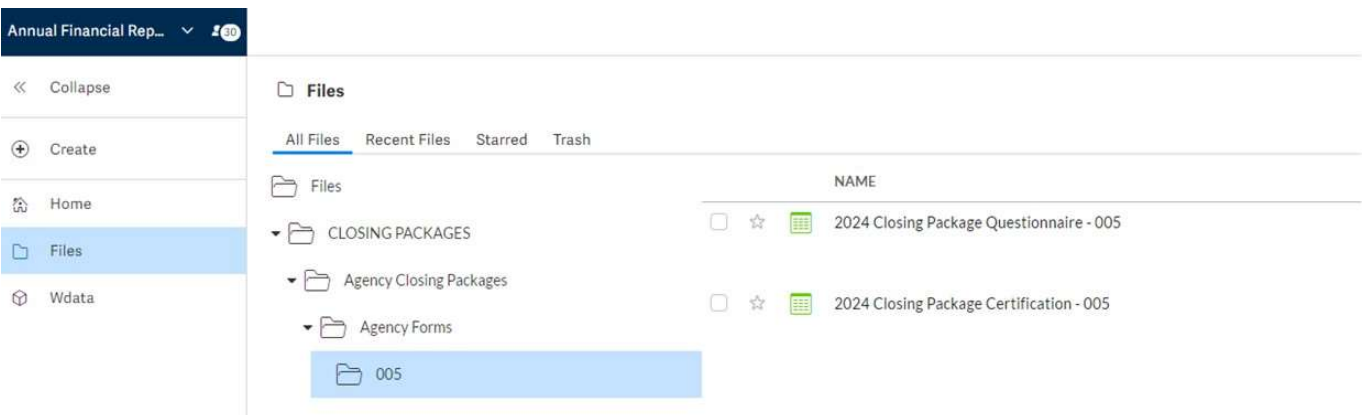 Annual Financial Rep... 30
Collapse
Create
Home
Files
Wdata
Files
All Files Recent Files Starred Trash
Files
CLOSING PACKAGES
Agency Closing Packages
Agency Forms
005
NAME
2024 Closing Package Questionnaire - 005
2024 Closing Package Certification - 005